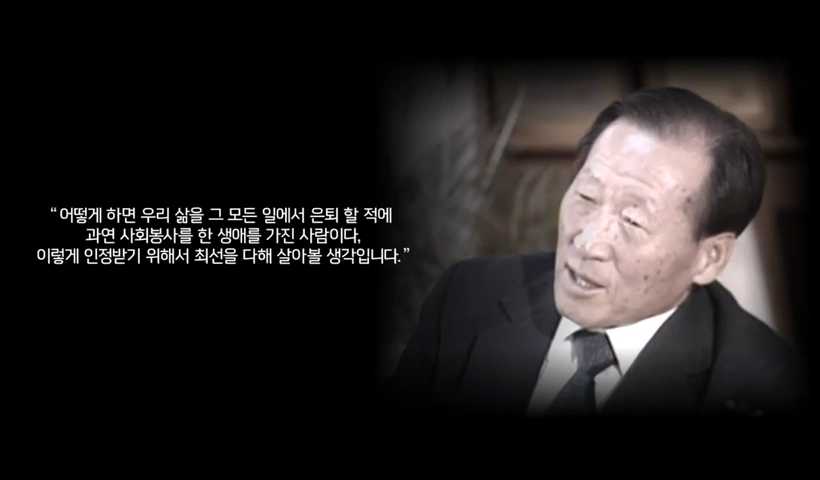 “ 어떻게 하면 우리 삶을 그 모든 일에서 은퇴 할 적에
과연 사회봉사를 한 생애를 가진 사람이다,
이렇게 인정받기 위해서 최선을 다해 살아볼 생각입니다.”